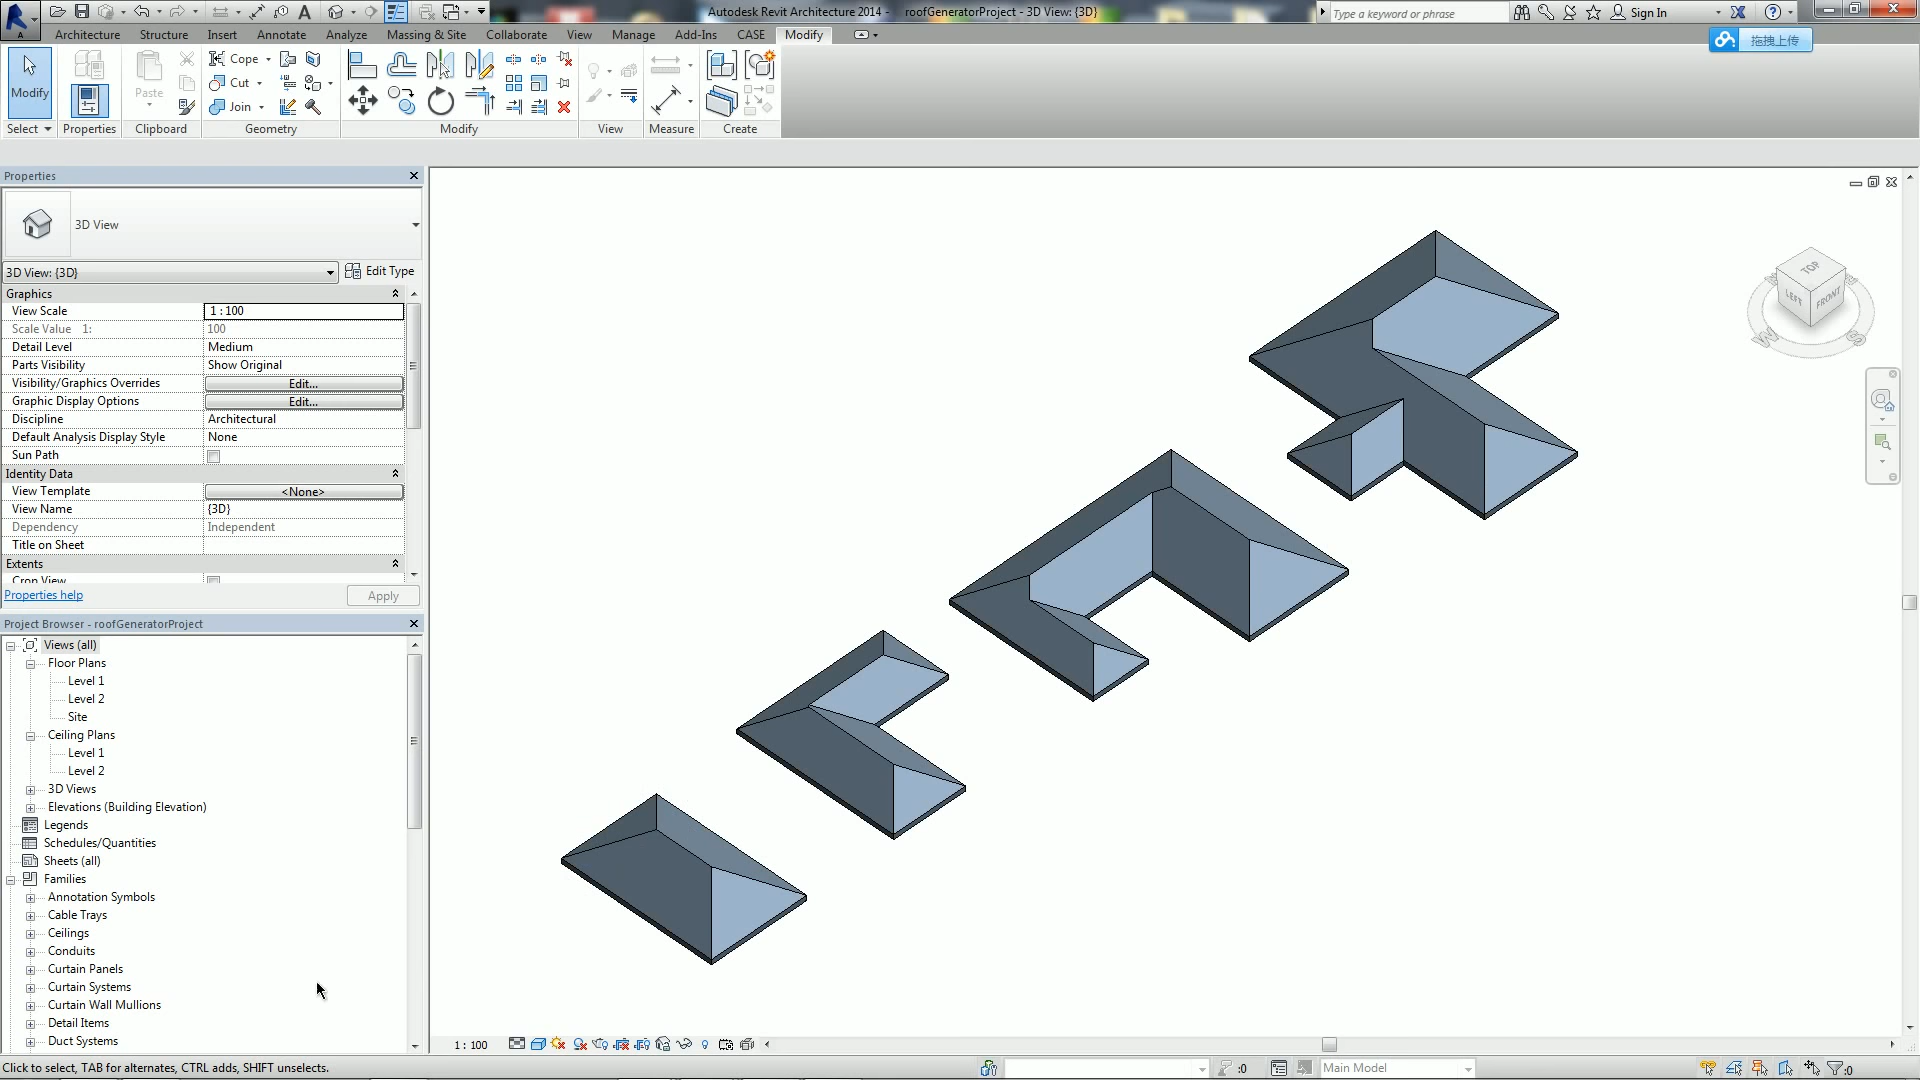 Autodesk Revit Architecture 2014 - roofGeneratorProject - 3D View: {3D}
Type a keyword or phrase
Sign In
Architecture Structure Insert Annotate Analyze Massing & Site Collaborate View Manage Add-Ins CASE Modify
拖拽上传
Modify
Paste
Cope
Cut
Join
Select Properties Clipboard Geometry Modify View Measure Create
Properties
3D View
3D View: {3D}
Edit Type
Graphics
View Scale 1 : 100
Scale Value 1: 100
Detail Level Medium
Parts Visibility Show Original
Visibility/Graphics Overrides Edit...
Graphic Display Options Edit...
Discipline Architectural
Default Analysis Display Style None
Sun Path
Identity Data
View Template <None>
View Name {3D}
Dependency Independent
Title on Sheet
Extents
Crop View
Properties help
Apply
Project Browser - roofGeneratorProject
Views (all)
Floor Plans
Level 1
Level 2
Site
Ceiling Plans
Level 1
Level 2
3D Views
Elevations (Building Elevation)
Legends
Schedules/Quantities
Sheets (all)
Families
Annotation Symbols
Cable Trays
Ceilings
Conduits
Curtain Panels
Curtain Systems
Curtain Wall Mullions
Detail Items
Duct Systems
TOP
LEFT
FRONT
W
S
1 : 100
Click to select, TAB for alternates, CTRL adds, SHIFT unselects.
:0
Main Model
:0